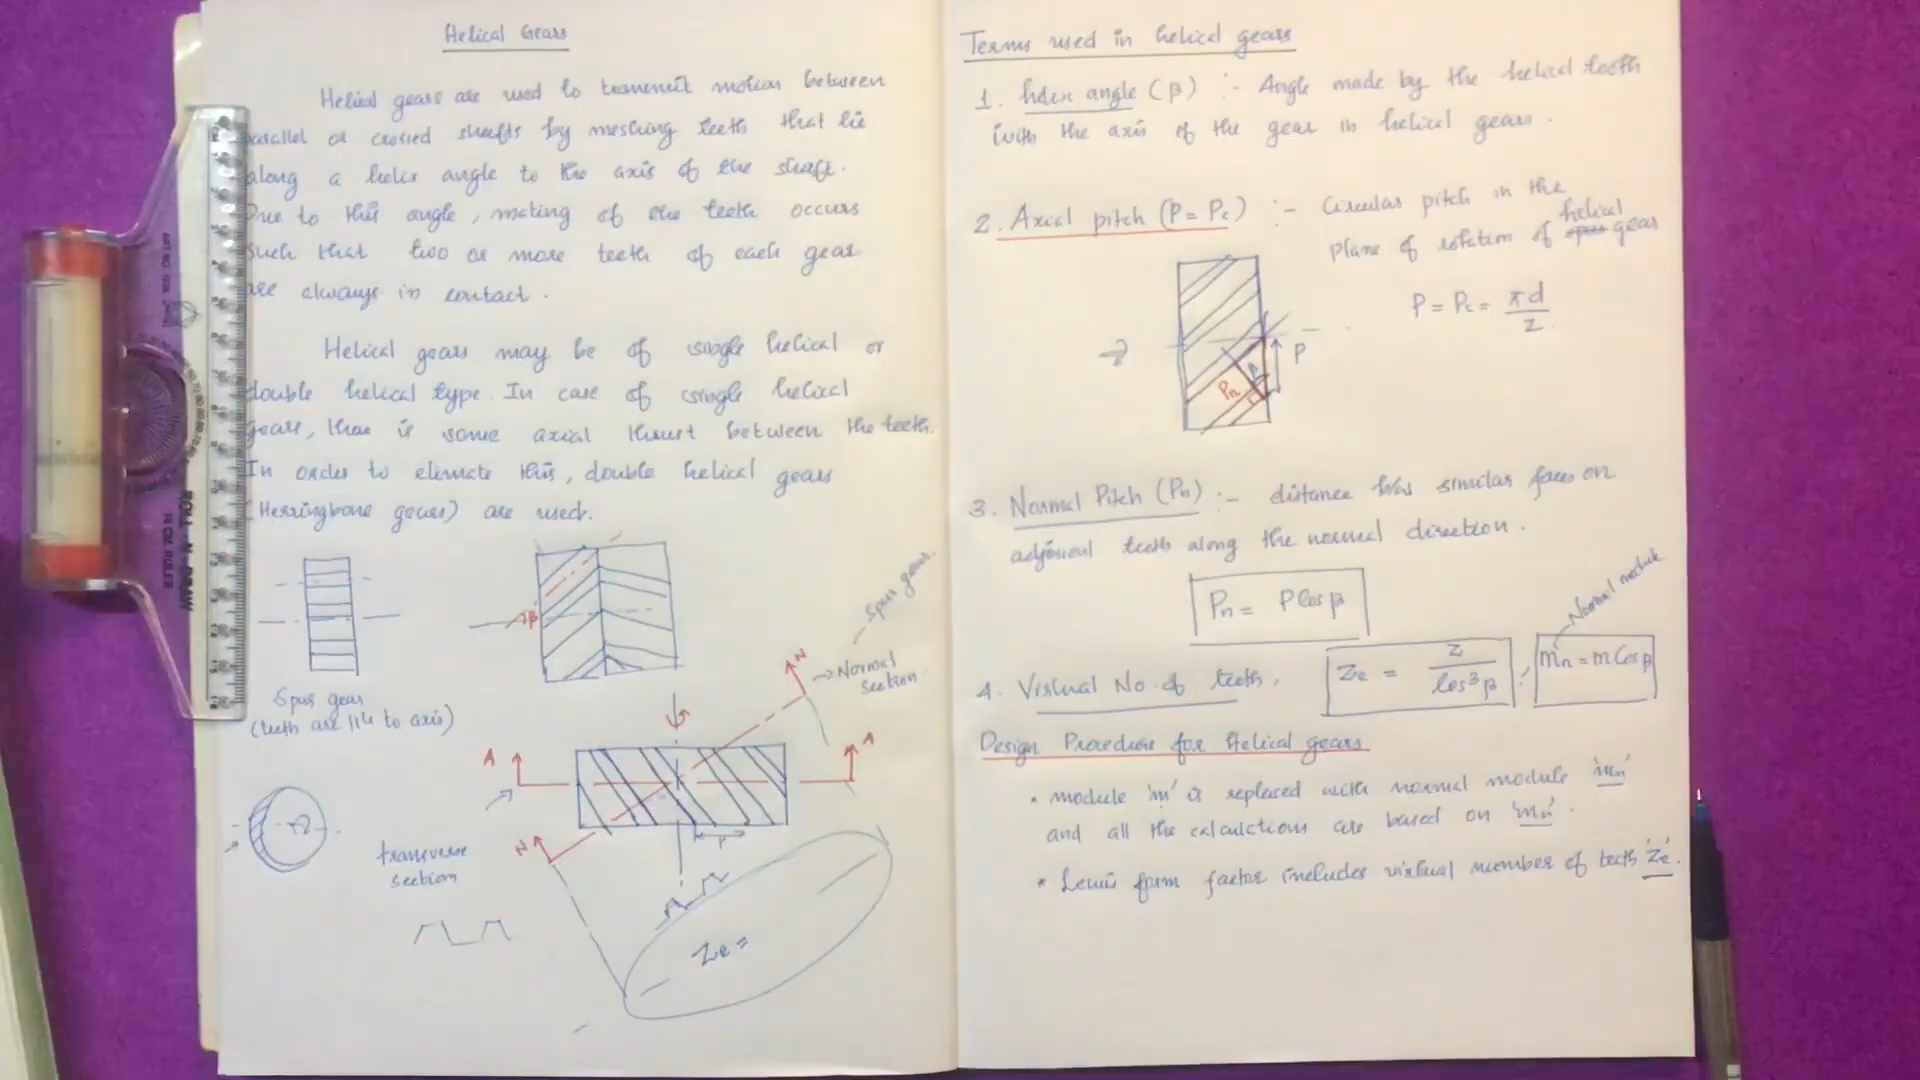 Helical Gears
Helical gears are used to transmit motion between
parallel or crossed shafts by meshing teeth that lie
along a helix angle to the axis of the shaft.
Due to this angle, mating of the teeth occurs
such that two or more teeth of each gear
are always in contact.
Helical gears may be of single helical or
double helical type. In case of single helical
gears, there is some axial thrust between the teeth.
In order to elimate this, double helical gears
(Herringbone gears) are used.
β
Spur gear
(teeth are 11le to axis)
Spur gear
N
Normal
section
A
A
N
P
transverse
section
Ze =
Terms used in helical gears
1. helix angle (β) :- Angle made by the helical teeth
with the axis of the gear in helical gears.
2. Axial pitch (P = Pc) :- Circular pitch in the
plane of rotation of helical gear
P = Pc = πd/z
P
Pn
3. Normal Pitch (Pn) :- distance b/w similar faces on
adjacent teeth along the normal direction.
Pn = P Cos β
Normal module
4. Virtual No. of teeth. Ze = z/Cos³β ; mn = m Cos β
Design Procedure for Helical gears
• module 'm' is replaced with normal module 'mn'
and all the calculctions are based on 'mn'.
* Lewis form factor includes virtual number of teeth 'Ze'.
ROLL-N-DRAW
15 CM RULER